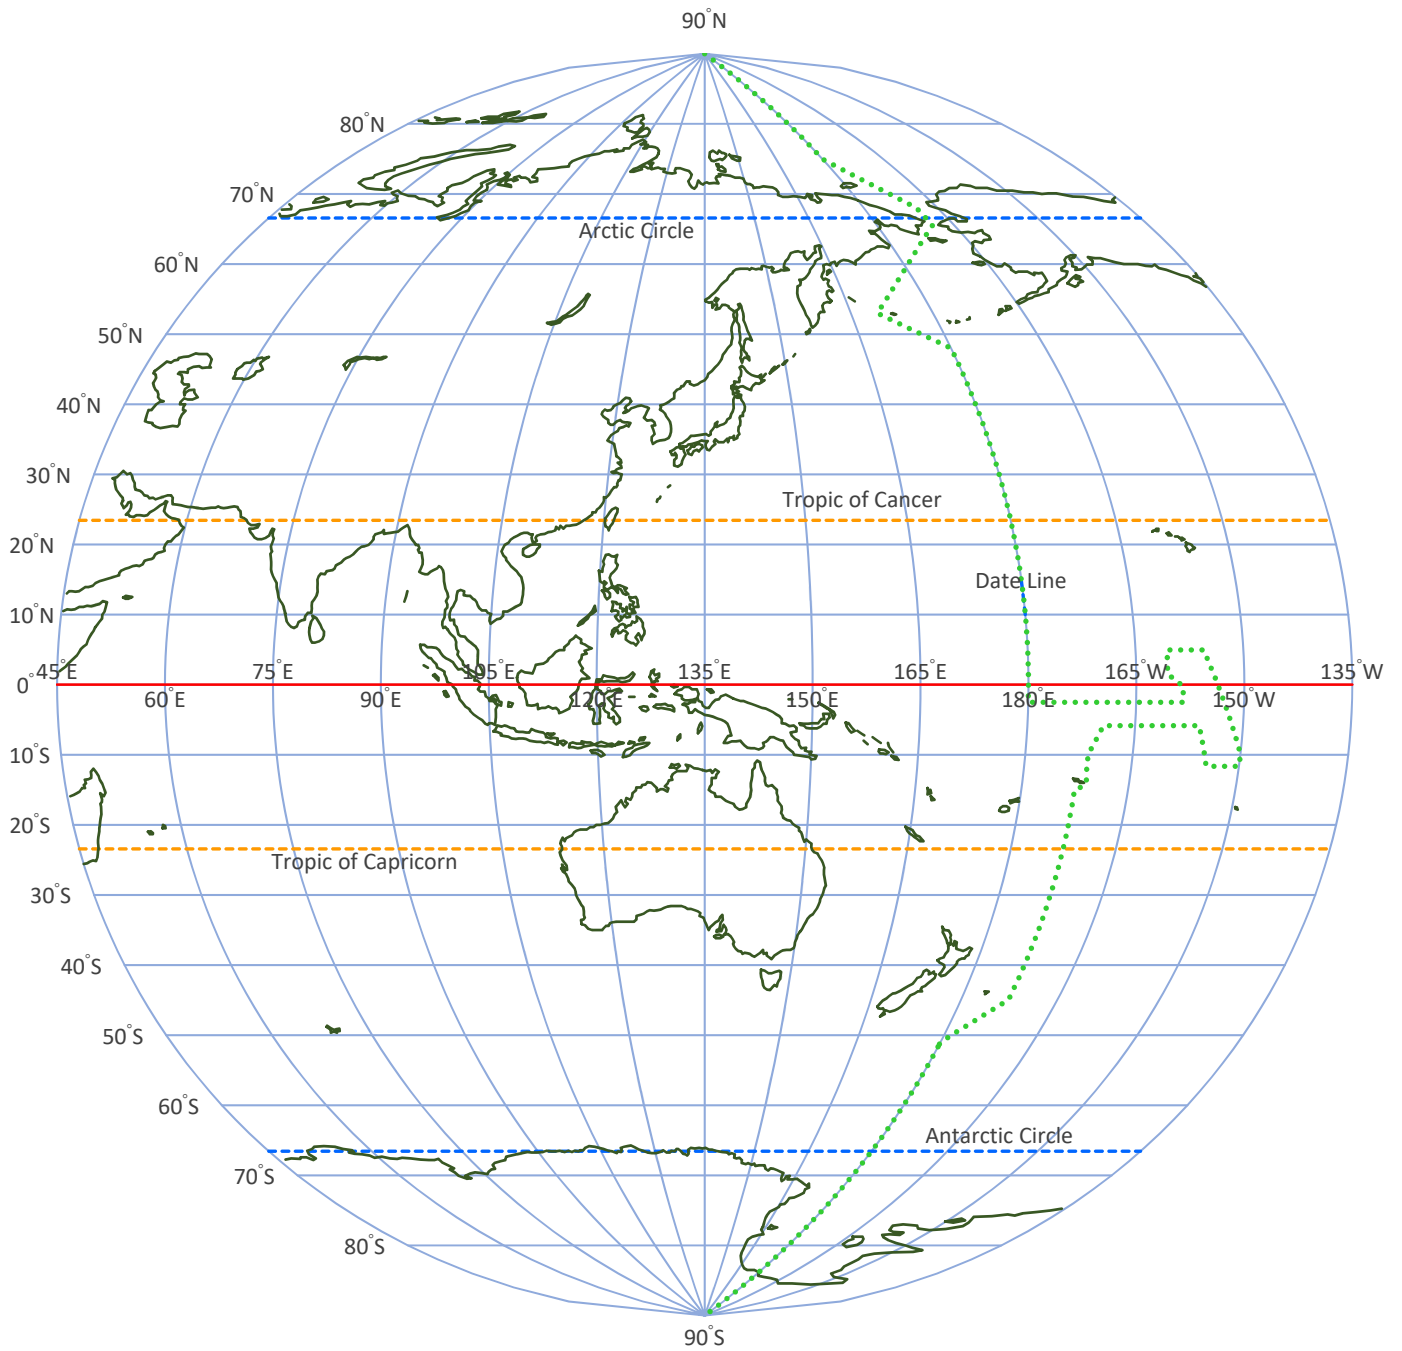 90°N
80°N
70°N
Arctic Circle
60°N
50°N
40°N
30°N
Tropic of Cancer
20°N
Date Line
10°N
45°E 75°E 105°E 135°E 165°E 165°W 135°W
0°
60°E 90°E 120°E 150°E 180°E 150°W
10°S
20°S
Tropic of Capricorn
30°S
40°S
50°S
60°S
Antarctic Circle
70°S
80°S
90°S